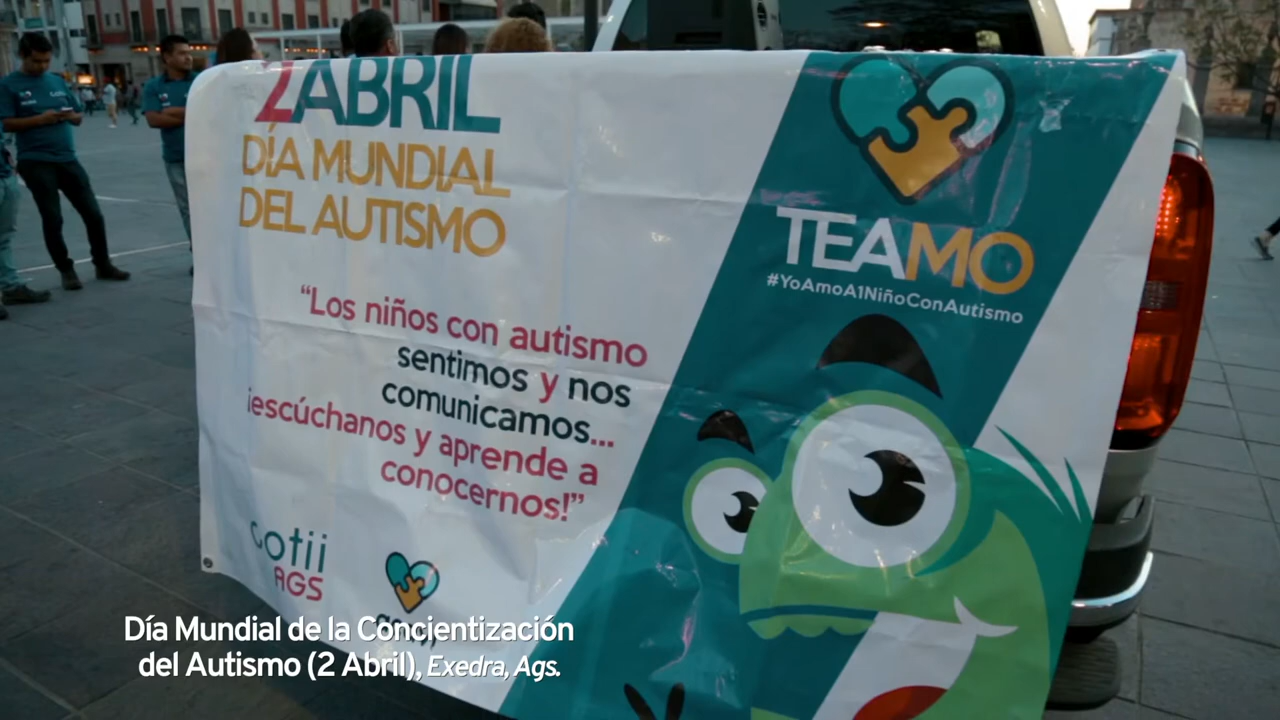 2 ABRIL
DÍA MUNDIAL
DEL AUTISMO
“Los niños con autismo
sentimos y nos
comunicamos...
¡escúchanos y aprende a
conocernos!”
cotii
AGS
TEAMO
#YoAmoA1NiñoConAutismo
Día Mundial de la Concientización
del Autismo (2 Abril), Exedra, Ags.